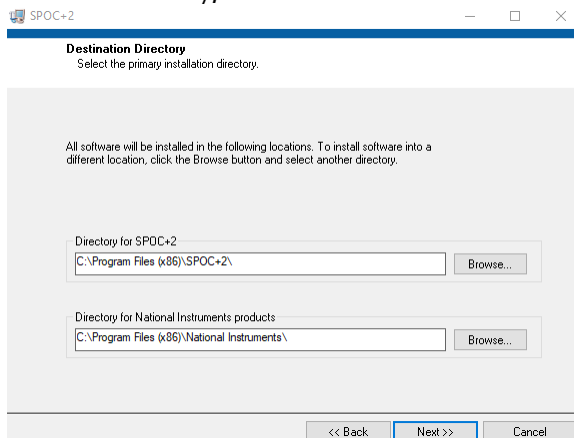 SPOC+2
Destination Directory
Select the primary installation directory.
All software will be installed in the following locations. To install software into a
different location, click the Browse button and select another directory.
Directory for SPOC+2
C:\Program Files (x86)\SPOC+2\
Browse...
Directory for National Instruments products
C:\Program Files (x86)\National Instruments\
Browse...
<< Back
Next >>
Cancel